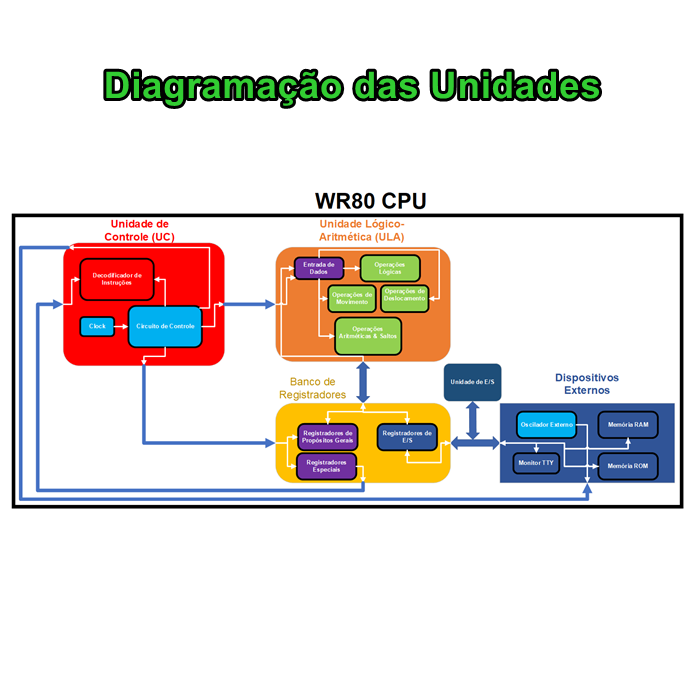 Diagramação das Unidades
WR80 CPU
Unidade de
Controle (UC)
Decodificador de
Instruções
Clock
Circuito de Controle
Unidade Lógico-
Aritmética (ULA)
Entrada de
Dados
Operações
Lógicas
Operações de
Movimento
Operações de
Deslocamento
Operações
Aritméticas & Saltos
Banco de
Registradores
Registradores de
Propósitos Gerais
Registradores
Especiais
Registradores de
E/S
Unidade de E/S
Dispositivos
Externos
Oscilador Externo
Memória RAM
Monitor TTY
Memória ROM